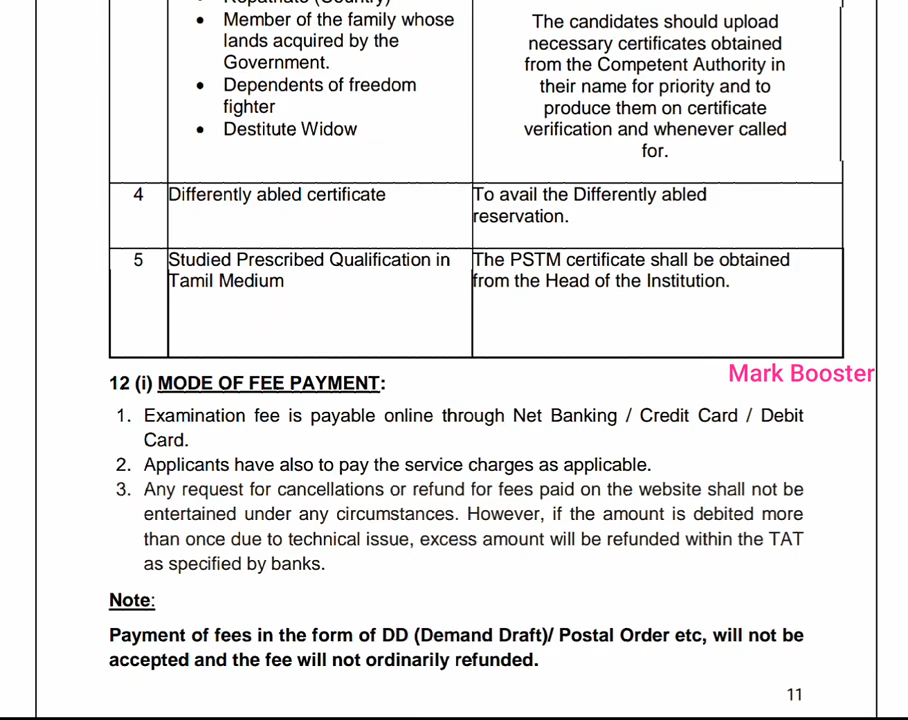 • Repatriate (Country)
• Member of the family whose
lands acquired by the
Government.
• Dependents of freedom
fighter
• Destitute Widow
The candidates should upload
necessary certificates obtained
from the Competent Authority in
their name for priority and to
produce them on certificate
verification and whenever called
for.
4 Differently abled certificate To avail the Differently abled
reservation.
5 Studied Prescribed Qualification in The PSTM certificate shall be obtained
Tamil Medium from the Head of the Institution.
Mark Booster
12 (i) MODE OF FEE PAYMENT:
1. Examination fee is payable online through Net Banking / Credit Card / Debit
Card.
2. Applicants have also to pay the service charges as applicable.
3. Any request for cancellations or refund for fees paid on the website shall not be
entertained under any circumstances. However, if the amount is debited more
than once due to technical issue, excess amount will be refunded within the TAT
as specified by banks.
Note:
Payment of fees in the form of DD (Demand Draft)/ Postal Order etc, will not be
accepted and the fee will not ordinarily refunded.
11